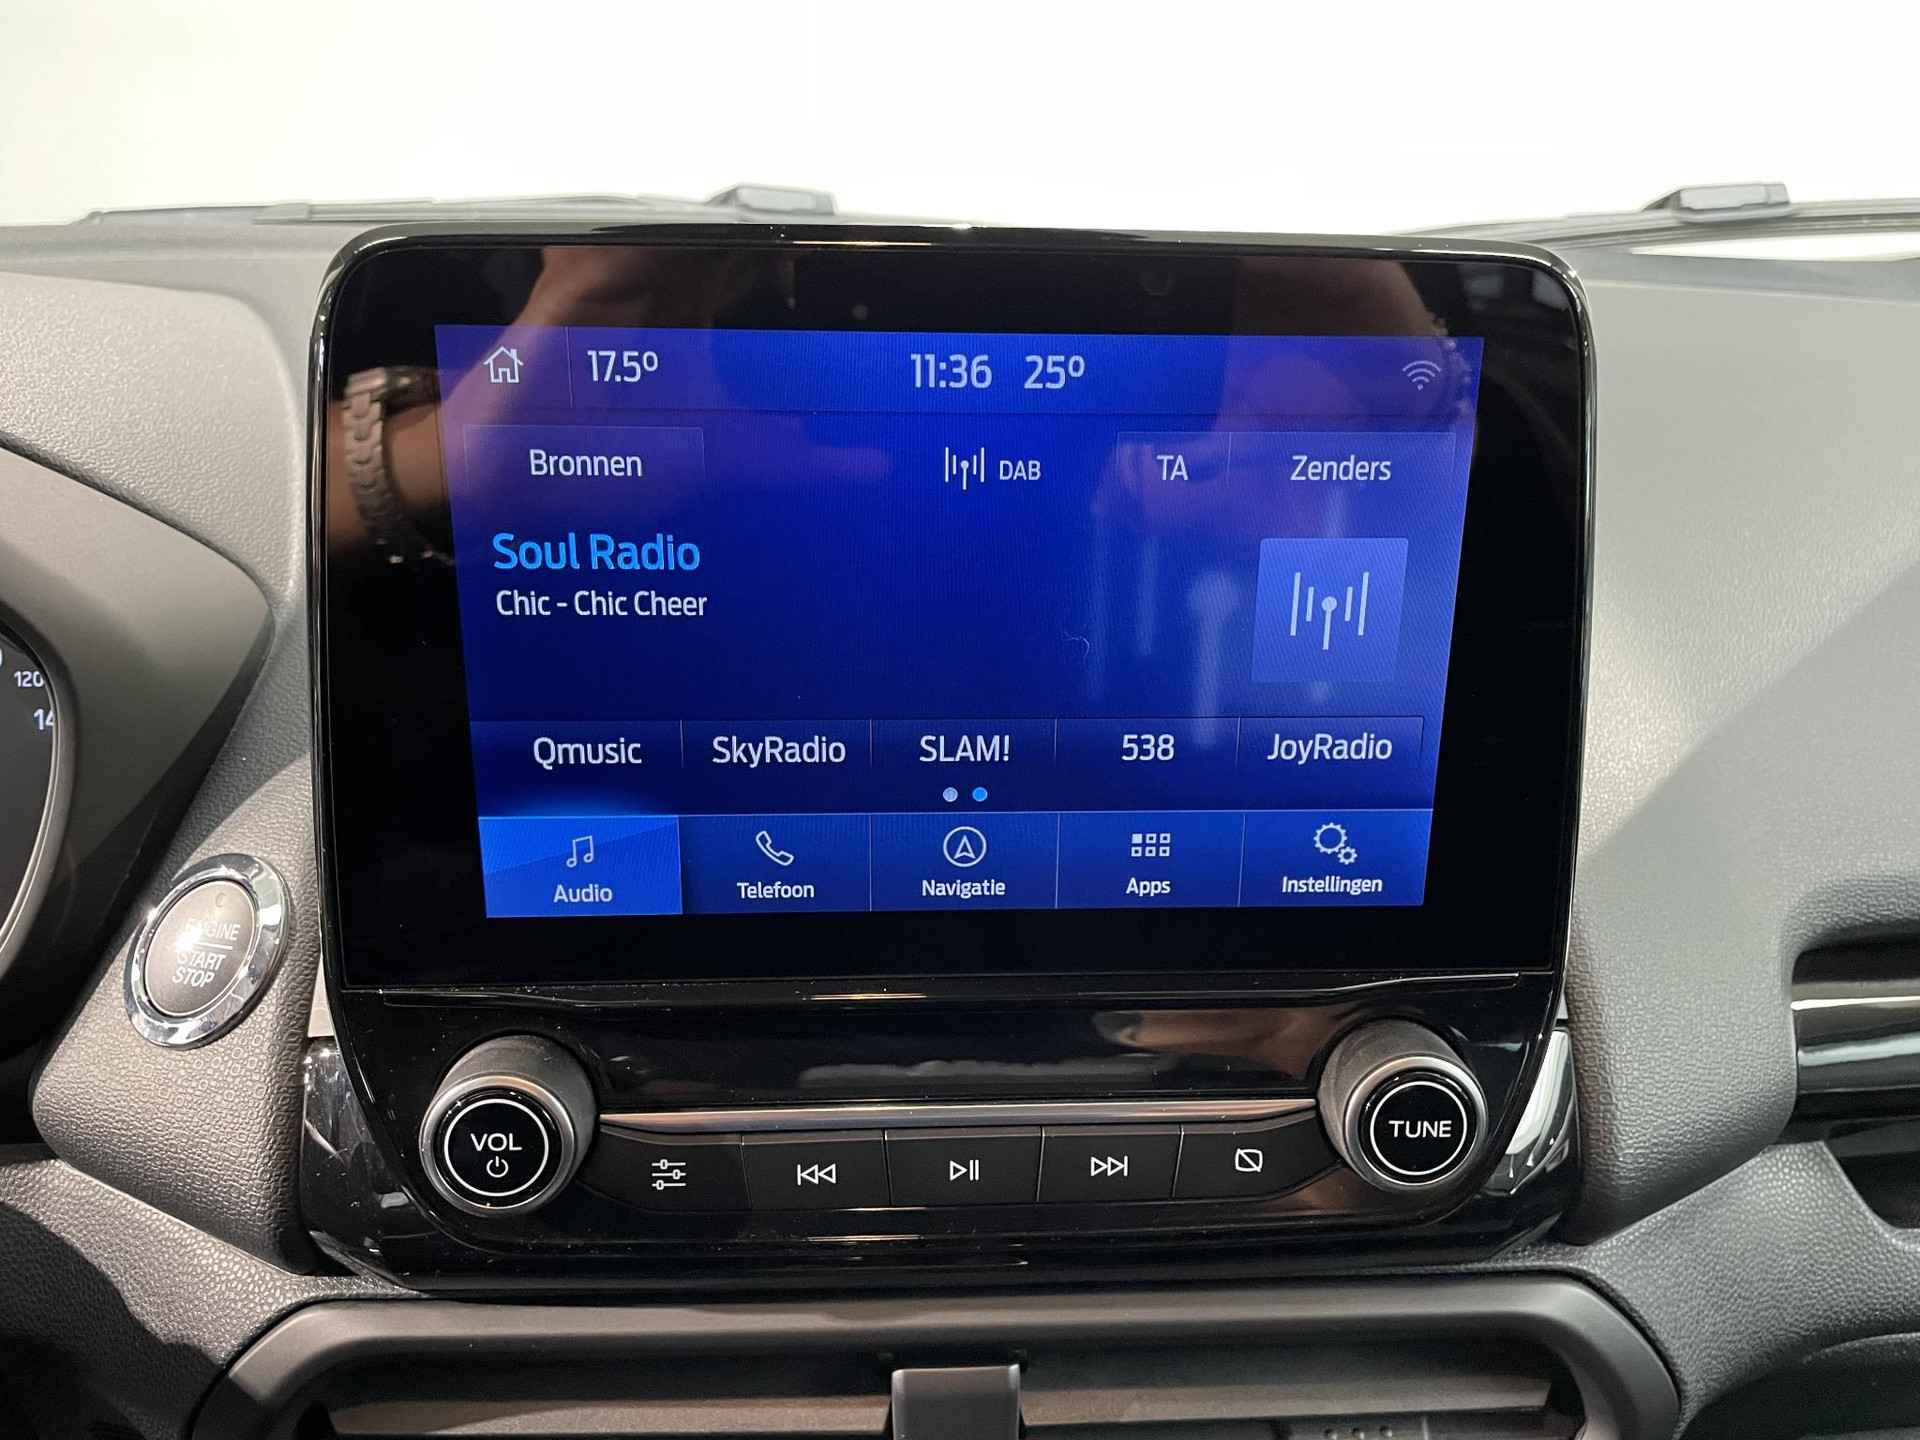 17.5º 11:36 25º
Bronnen DAB TA Zenders
Soul Radio
Chic - Chic Cheer
Qmusic SkyRadio SLAM! 538 JoyRadio
Audio Telefoon Navigatie Apps Instellingen
120
14
ENGINE
START
STOP
VOL
TUNE